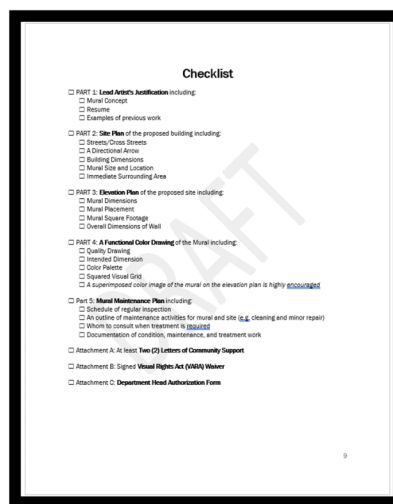 Checklist
☐ PART 1: Lead Artist's Justification including:
☐ Mural Concept
☐ Resume
☐ Examples of previous work
☐ PART 2: Site Plan of the proposed building including:
☐ Streets/Cross Streets
☐ A Directional Arrow
☐ Building Dimensions
☐ Mural Size and Location
☐ Immediate Surrounding Area
☐ PART 3: Elevation Plan of the proposed site including:
☐ Mural Dimensions
☐ Mural Placement
☐ Mural Square Footage
☐ Overall Dimensions of Wall
☐ PART 4: A Functional Color Drawing of the Mural including:
☐ Quality Drawing
☐ Intended Dimension
☐ Color Palette
☐ Squared Visual Grid
☐ A superimposed color image of the mural on the elevation plan is highly encouraged
☐ Part 5: Mural Maintenance Plan including:
☐ Schedule of regular inspection
☐ An outline of maintenance activities for mural and site (e.g. cleaning and minor repair)
☐ Whom to consult when treatment is required
☐ Documentation of condition, maintenance, and treatment work
☐ Attachment A: At least Two (2) Letters of Community Support
☐ Attachment B: Signed Visual Rights Act (VARA) Waiver
☐ Attachment C: Department Head Authorization Form
DRAFT
9